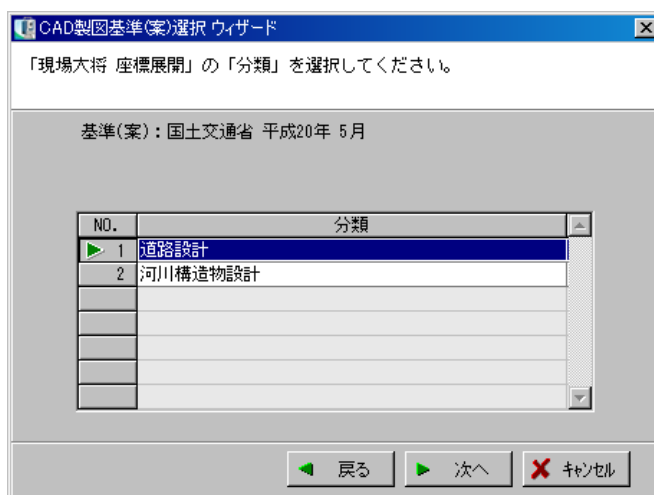 CAD製図基準(案)選択 ウィザード
「現場大将 座標展開」の「分類」を選択してください。
基準(案):国土交通省 平成20年 5月
NO. 分類
1 道路設計
2 河川構造物設計
戻る 次へ キャンセル